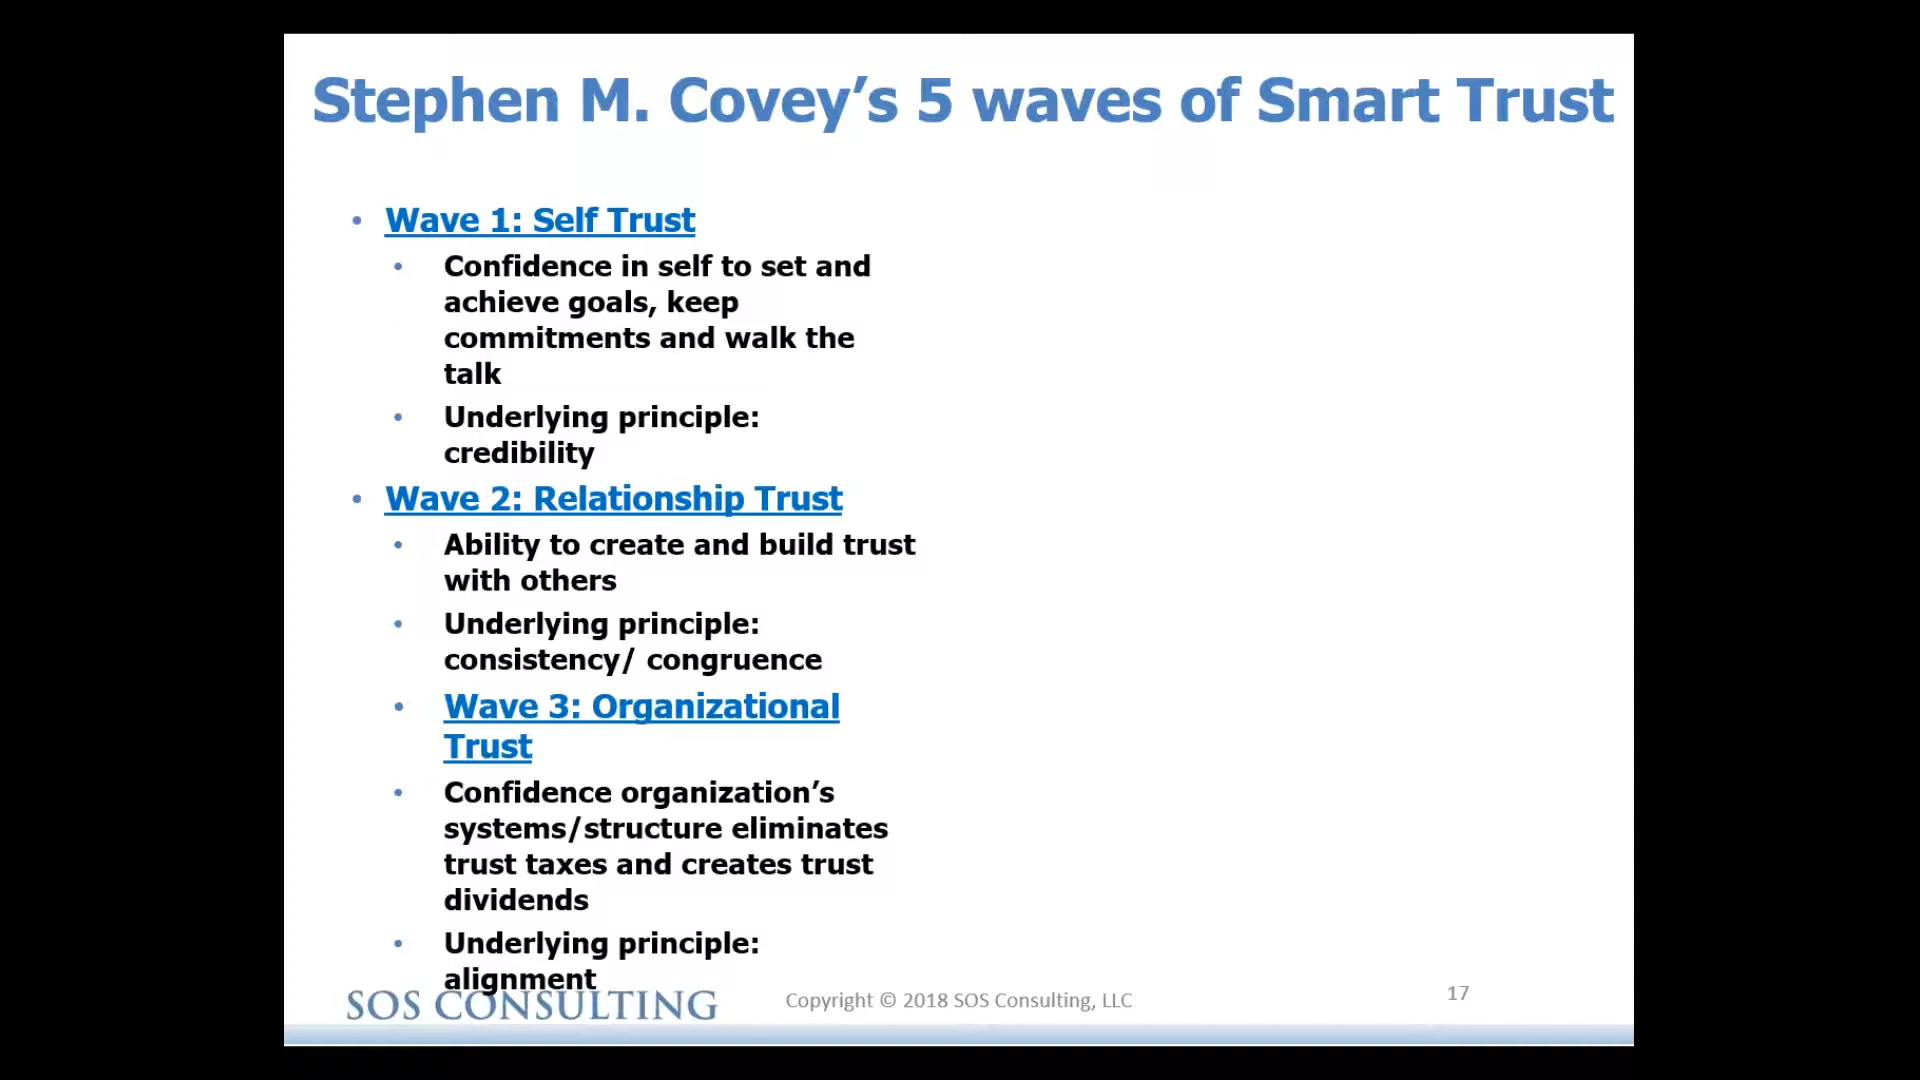 Stephen M. Covey’s 5 waves of Smart Trust
• Wave 1: Self Trust
• Confidence in self to set and
achieve goals, keep
commitments and walk the
talk
• Underlying principle:
credibility
• Wave 2: Relationship Trust
• Ability to create and build trust
with others
• Underlying principle:
consistency/ congruence
• Wave 3: Organizational
Trust
• Confidence organization’s
systems/structure eliminates
trust taxes and creates trust
dividends
• Underlying principle:
alignment
SOS CONSULTING
Copyright © 2018 SOS Consulting, LLC
17